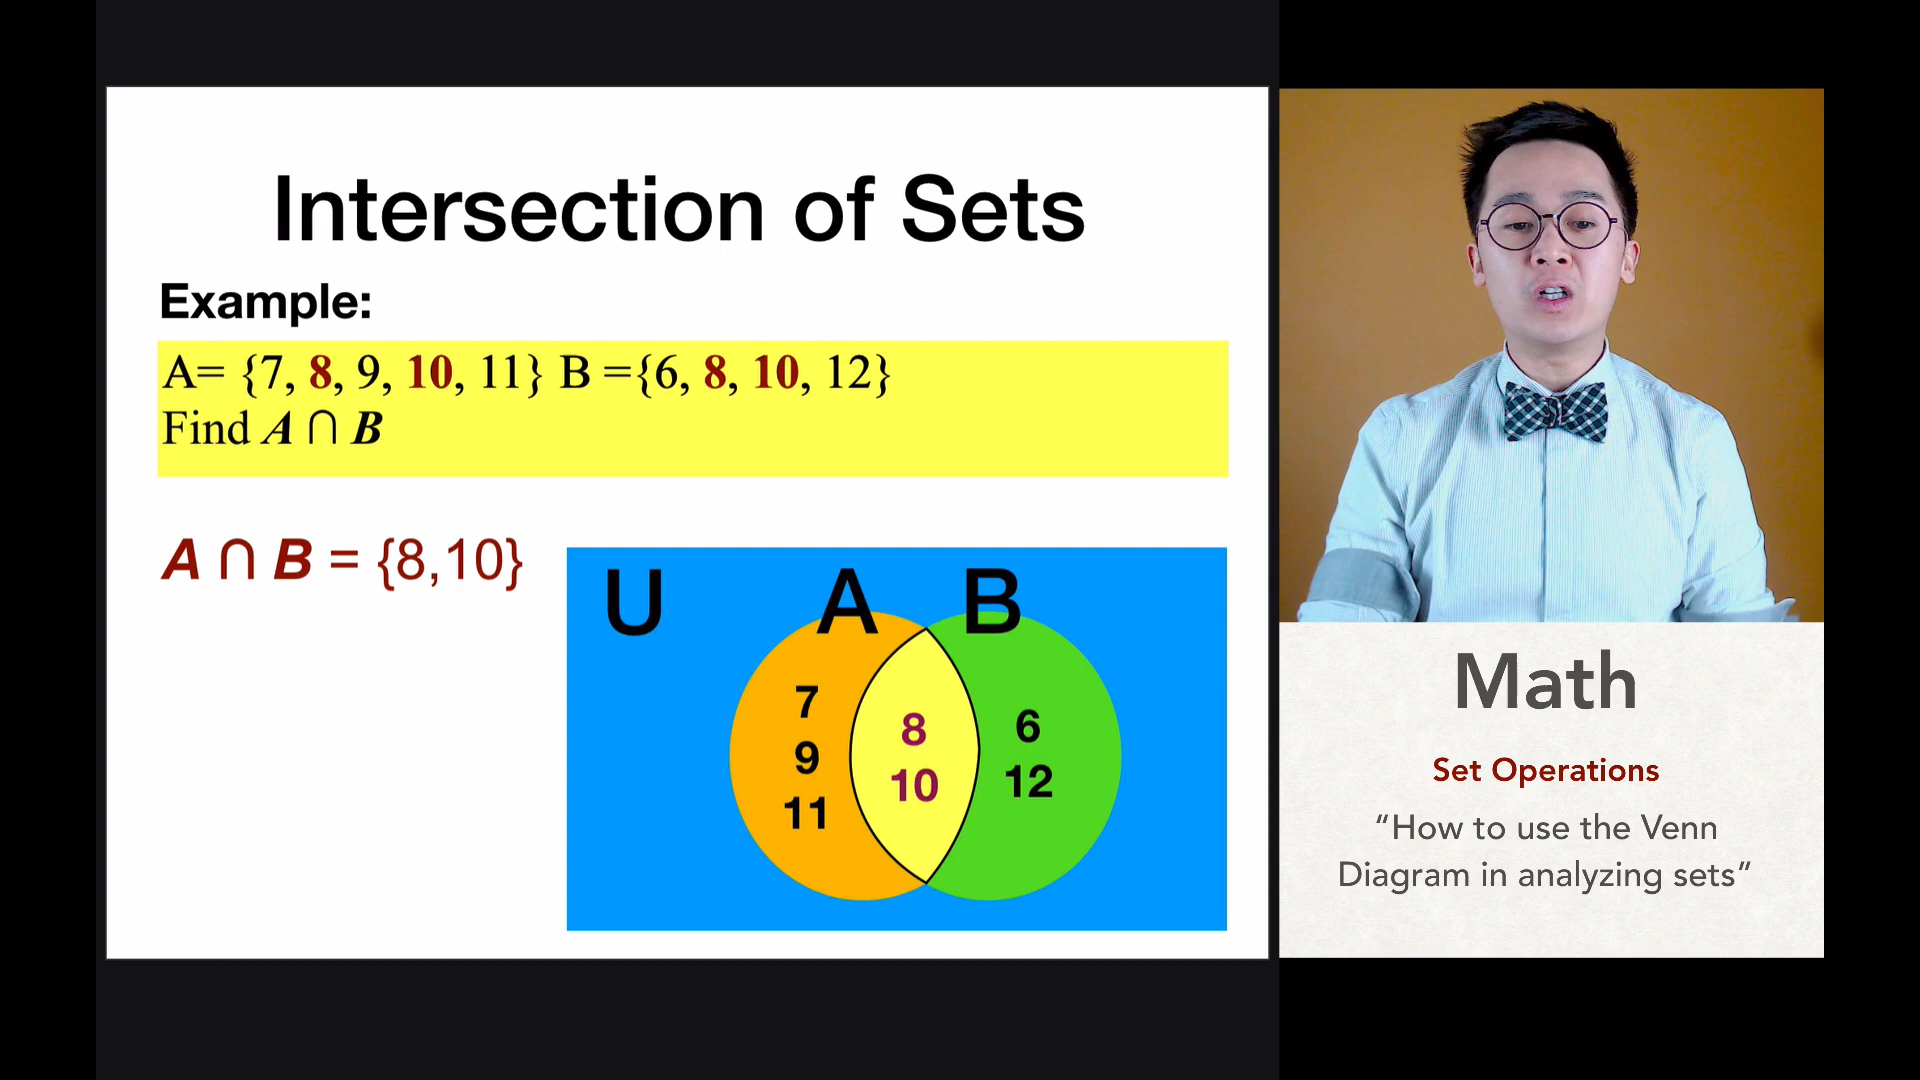 Intersection of Sets
Example:
A= {7, 8, 9, 10, 11} B ={6, 8, 10, 12}
Find A ∩ B
A ∩ B = {8,10}
U
A
B
7
9
11
8
10
6
12
Math
Set Operations
“How to use the Venn
Diagram in analyzing sets”